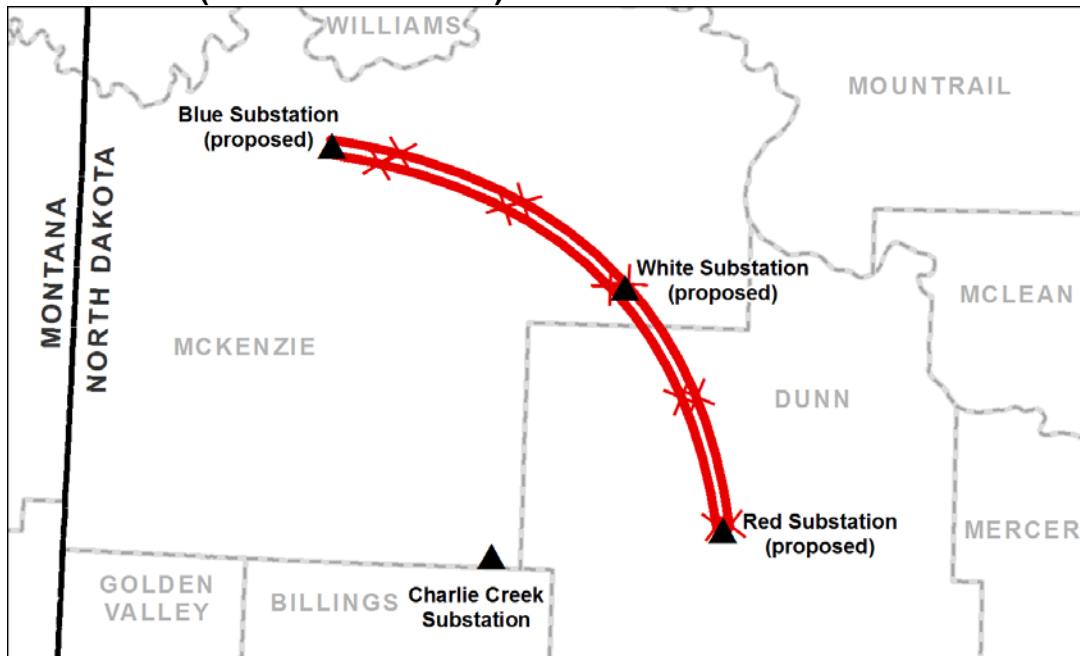 WILLIAMS
MOUNTRAIL
Blue Substation
(proposed)
MONTANA
NORTH DAKOTA
White Substation
(proposed)
MCLEAN
MCKENZIE
DUNN
Red Substation
(proposed)
MERCER
GOLDEN
VALLEY
BILLINGS
Charlie Creek
Substation